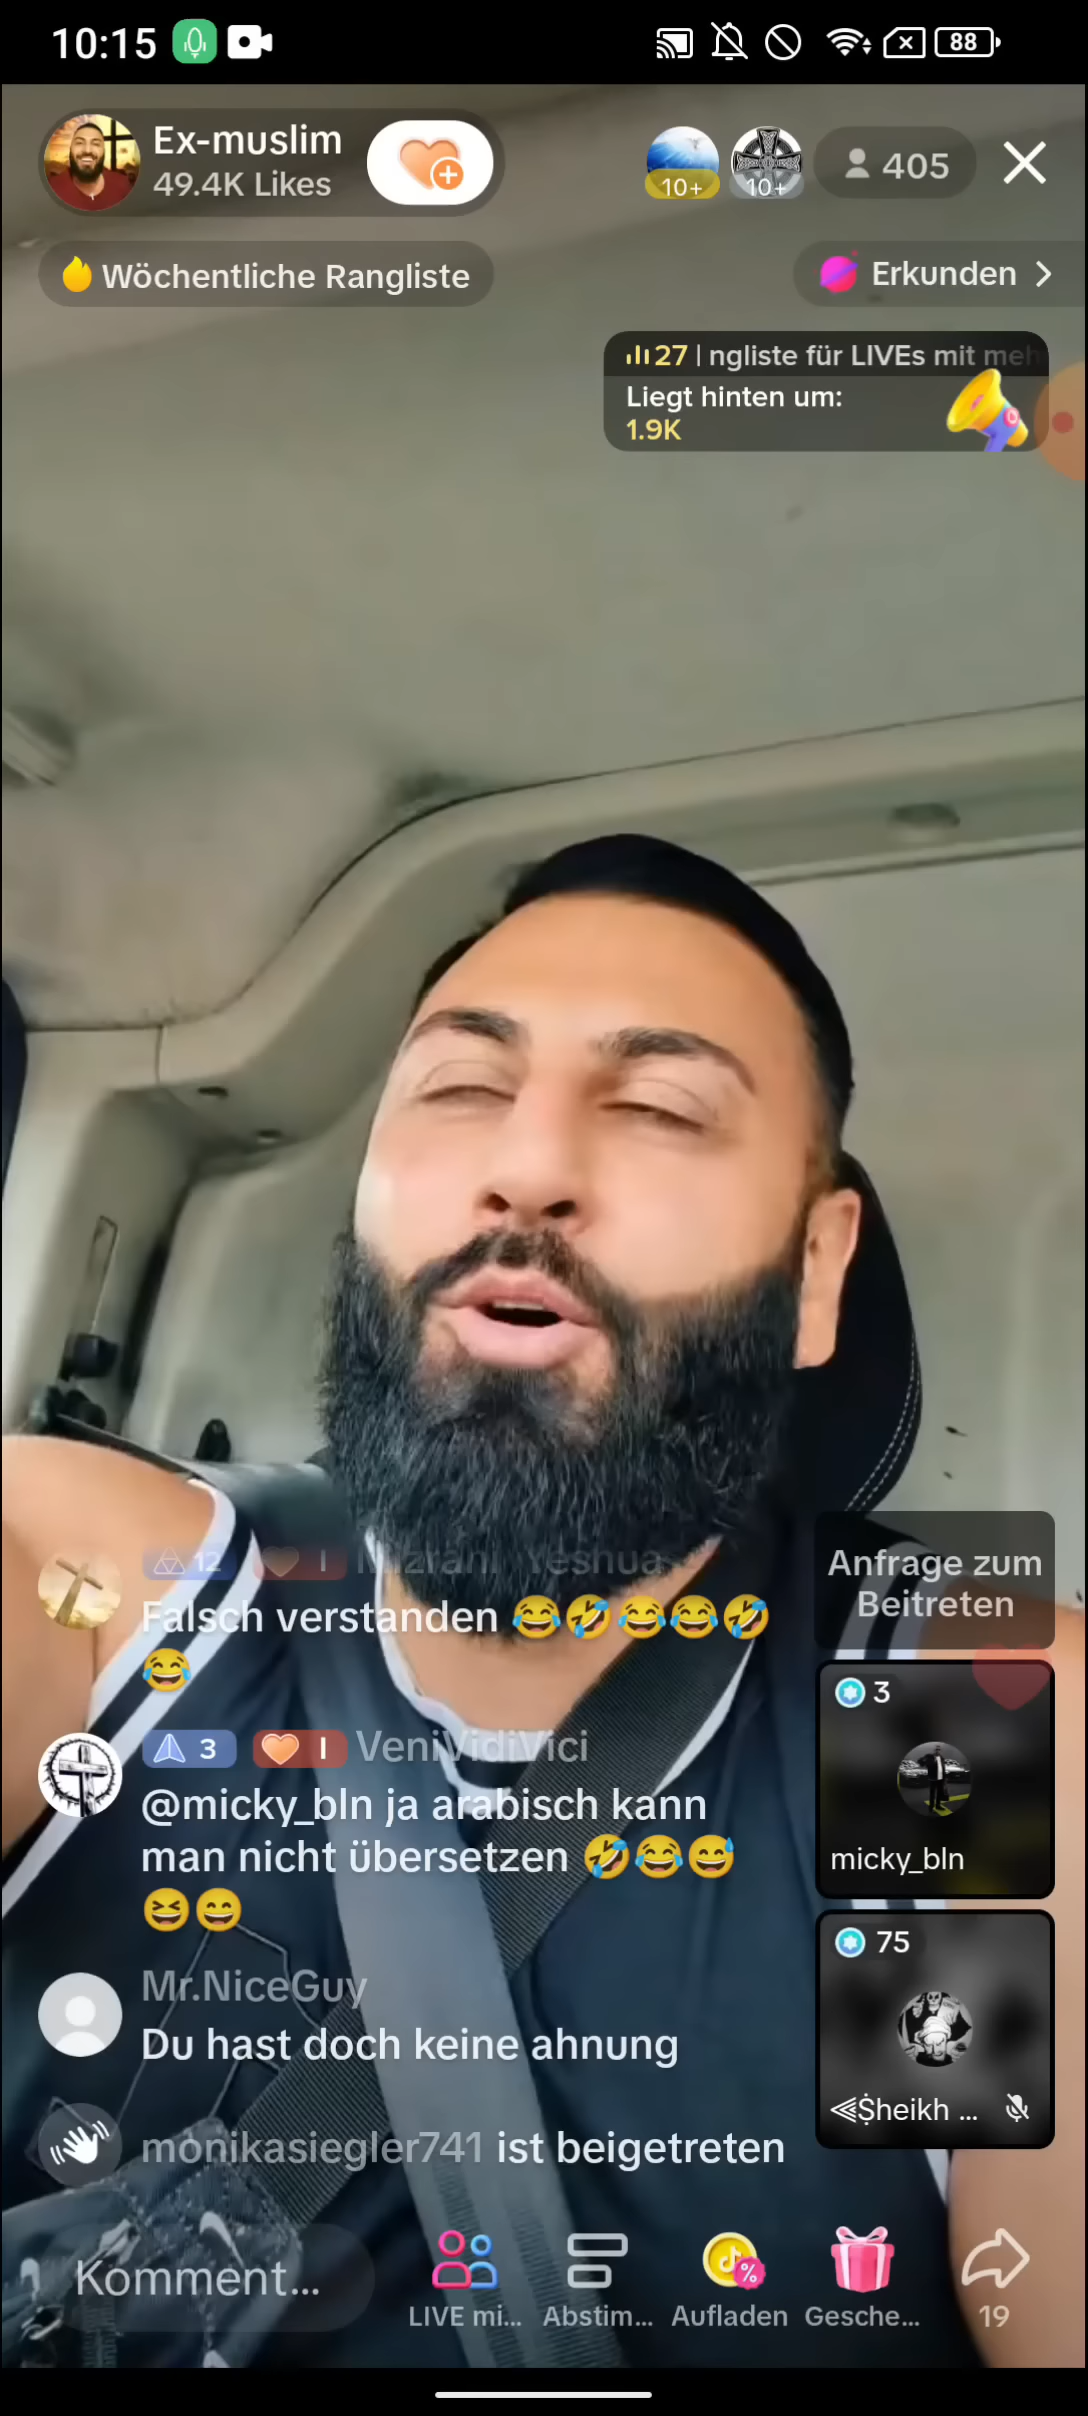 10:15
88
Ex-muslim
49.4K Likes
10+
10+
405
Wöchentliche Rangliste
Erkunden
27 | ngliste für LIVEs mit meh
Liegt hinten um:
1.9K
Anfrage zum
Beitreten
12 I Mizrahi Yeshua
Falsch verstanden 😂🤣😂😂🤣
😂
3
micky_bln
3 I VeniVidiVici
@micky_bln ja arabisch kann
man nicht übersetzen 🤣😂😅
😆😄
75
⋘Ṩheikh ...
Mr.NiceGuy
Du hast doch keine ahnung
monikasiegler741 ist beigetreten
Komment...
LIVE mi...
Abstim...
Aufladen
Gesche...
19